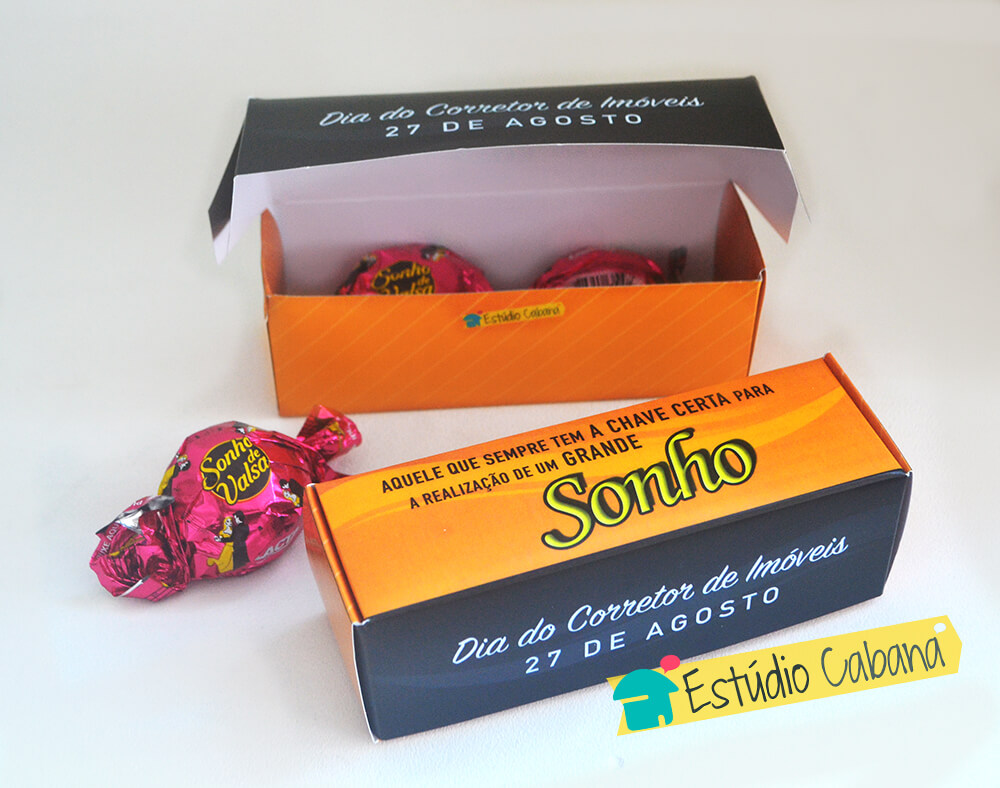 Dia do Corretor de Imóveis
27 DE AGOSTO
Sonho
de
Valsa
Estúdio Cabana
AQUELE QUE SEMPRE TEM A CHAVE CERTA PARA
A REALIZAÇÃO DE UM GRANDE
Sonho
Sonho
de
Valsa
Dia do Corretor de Imóveis
27 DE AGOSTO
Estúdio Cabana